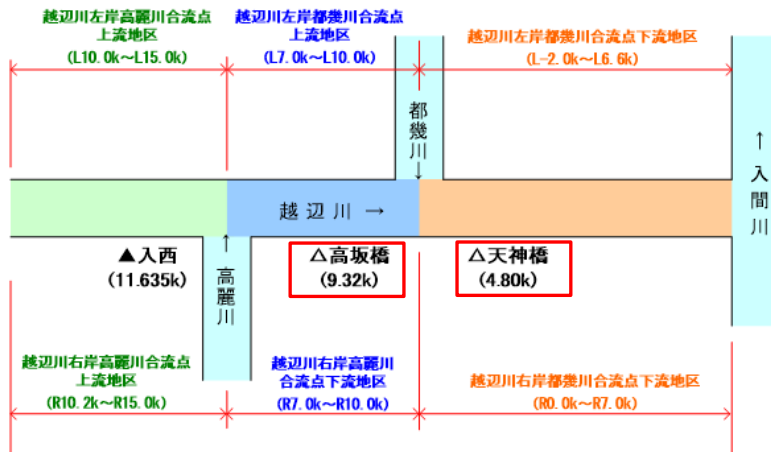 越辺川左岸高麗川合流点
上流地区
(L10.0k～L15.0k)
越辺川左岸都幾川合流点
上流地区
(L7.0k～L10.0k)
越辺川左岸都幾川合流点下流地区
(L-2.0k～L6.6k)
都幾川↓
越辺川 →
↑入間川
▲入西
(11.635k)
↑高麗川
△高坂橋
(9.32k)
△天神橋
(4.80k)
越辺川右岸高麗川合流点
上流地区
(R10.2k～R15.0k)
越辺川右岸高麗川
合流点下流地区
(R7.0k～R10.0k)
越辺川右岸都幾川合流点下流地区
(R0.0k～R7.0k)